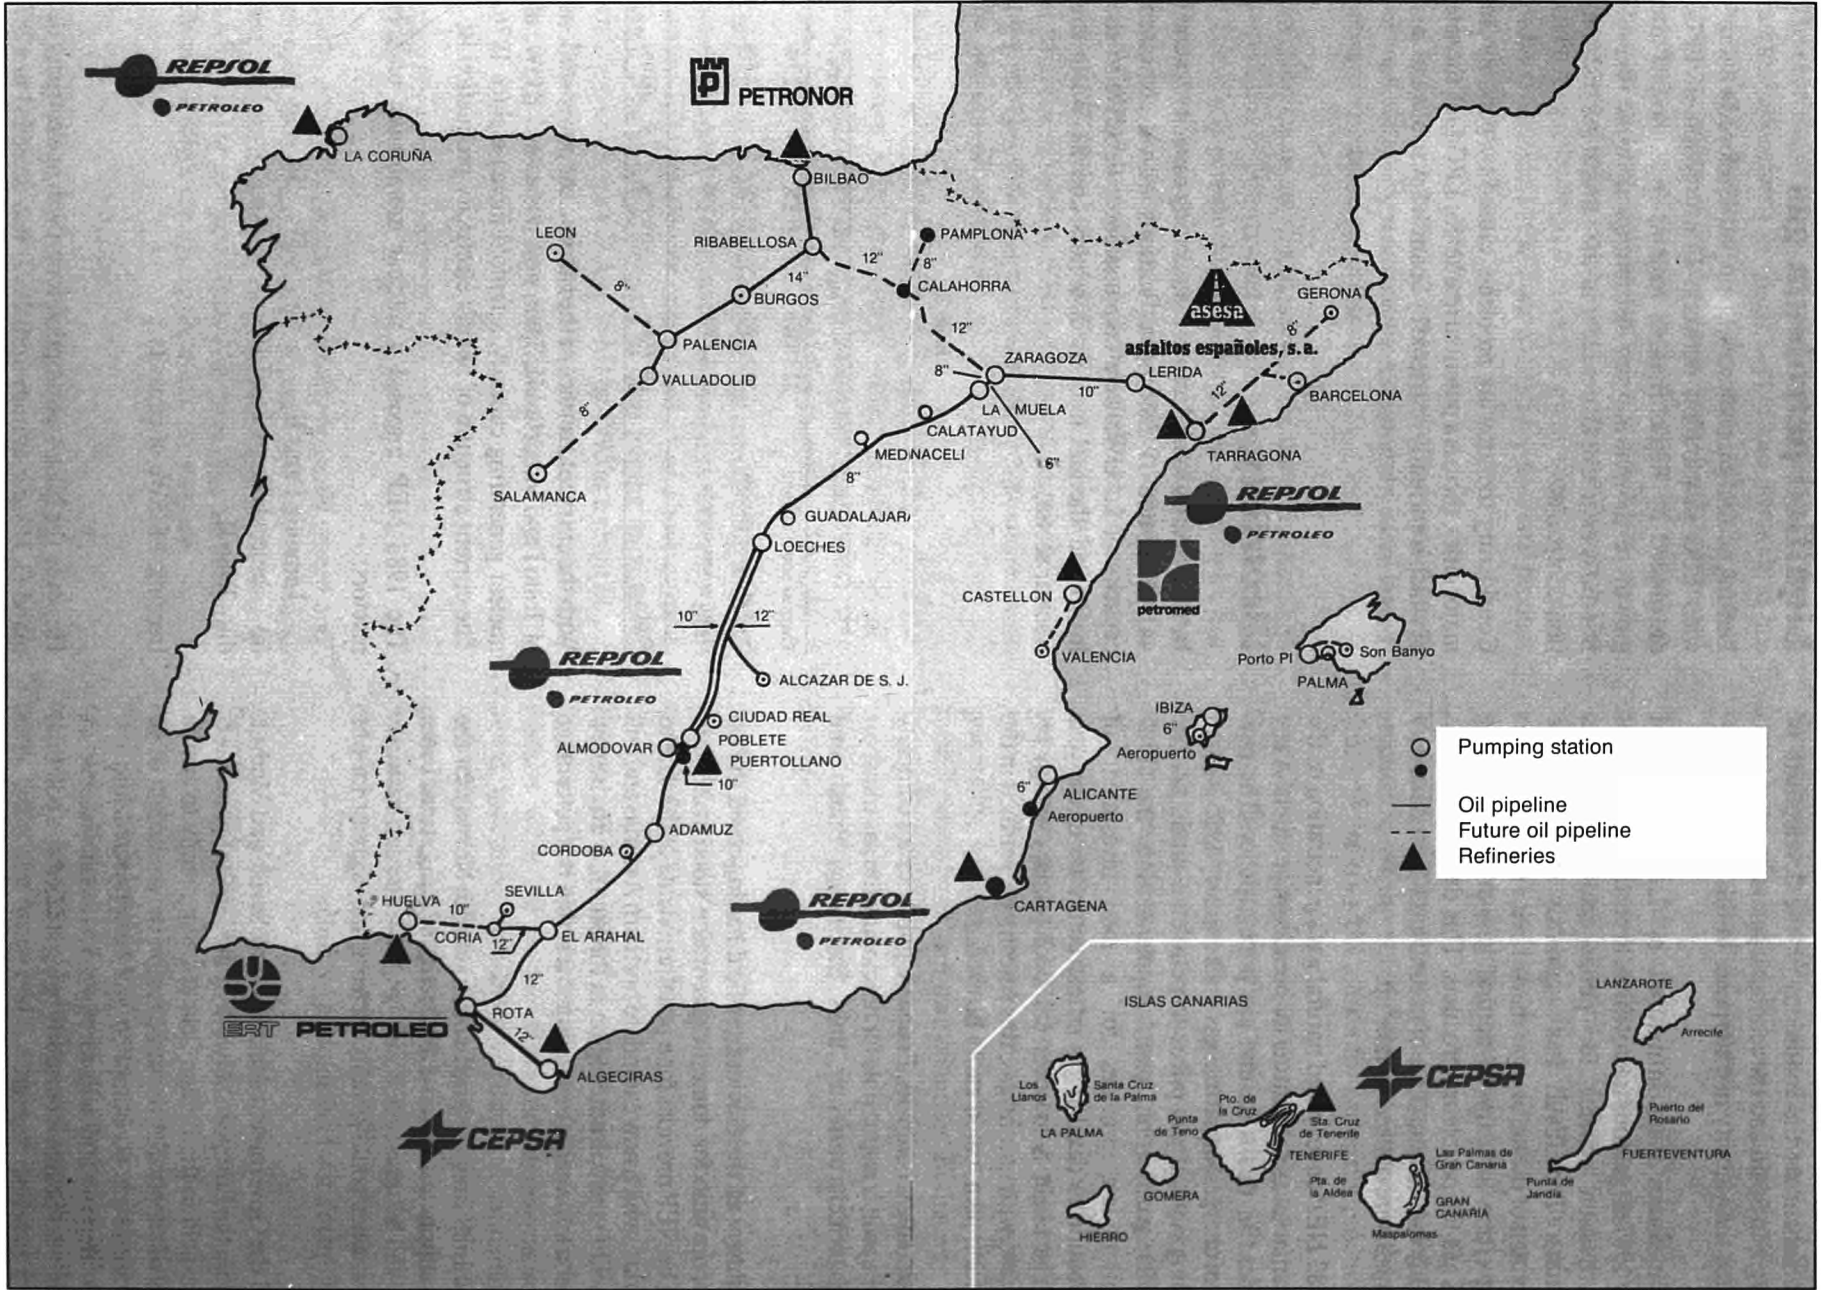 REPSOL
PETROLEO
PETRONOR
LA CORUÑA
BILBAO
LEON
RIBABELLOSA
PAMPLONA
12"
8"
CALAHORRA
8"
14"
BURGOS
asesa
GERONA
asfaltos españoles, s.a.
8"
PALENCIA
12"
VALLADOLID
ZARAGOZA
8"
LERIDA
10"
12"
BARCELONA
8"
LA MUELA
CALATAYUD
MEDINACELI
6"
TARRAGONA
8"
SALAMANCA
REPSOL
PETROLEO
GUADALAJARA
LOECHES
petromed
CASTELLON
10"
12"
VALENCIA
Porto PI
Son Banyo
PALMA
REPSOL
PETROLEO
ALCAZAR DE S. J.
CIUDAD REAL
IBIZA
6"
Aeropuerto
ALMODOVAR
POBLETE
PUERTOLLANO
10"
Pumping station
Oil pipeline
Future oil pipeline
Refineries
6"
ALICANTE
Aeropuerto
ADAMUZ
CORDOBA
CARTAGENA
REPSOL
PETROLEO
HUELVA
SEVILLA
10"
CORIA
12"
EL ARAHAL
12"
ROTA
12"
ERT PETROLEO
ALGECIRAS
CEPSA
ISLAS CANARIAS
LANZAROTE
Arrecife
CEPSA
Los
Llanos
Santa Cruz
de la Palma
LA PALMA
Pto. de
la Cruz
Punta
de Teno
Sta. Cruz
de Tenerife
TENERIFE
GOMERA
HIERRO
Pta. de
la Aldea
Las Palmas de
Gran Canaria
GRAN
CANARIA
Maspalomas
Puerto del
Rosario
FUERTEVENTURA
Punta de
Jandía